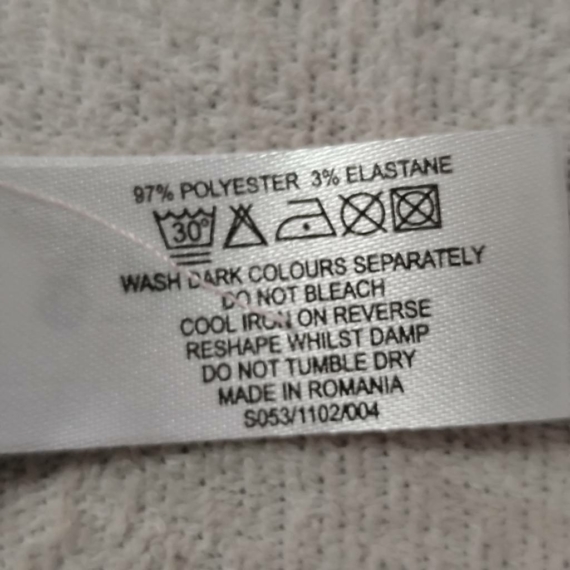 97% POLYESTER 3% ELASTANE
30°
WASH DARK COLOURS SEPARATELY
DO NOT BLEACH
COOL IRON ON REVERSE
RESHAPE WHILST DAMP
DO NOT TUMBLE DRY
MADE IN ROMANIA
S053/1102/004